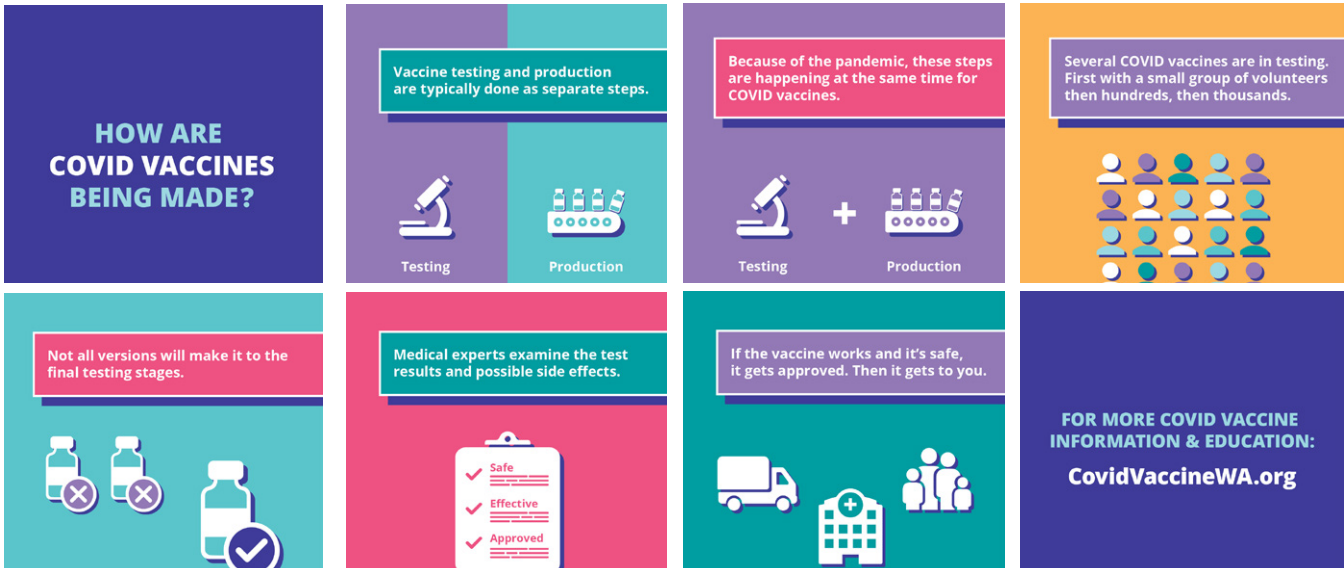 HOW ARE
COVID VACCINES
BEING MADE?
Vaccine testing and production
are typically done as separate steps.
Testing
Production
Because of the pandemic, these steps
are happening at the same time for
COVID vaccines.
Testing
+
Production
Several COVID vaccines are in testing.
First with a small group of volunteers
then hundreds, then thousands.
Not all versions will make it to the
final testing stages.
Medical experts examine the test
results and possible side effects.
Safe
Effective
Approved
If the vaccine works and it's safe,
it gets approved. Then it gets to you.
FOR MORE COVID VACCINE
INFORMATION & EDUCATION:
CovidVaccineWA.org